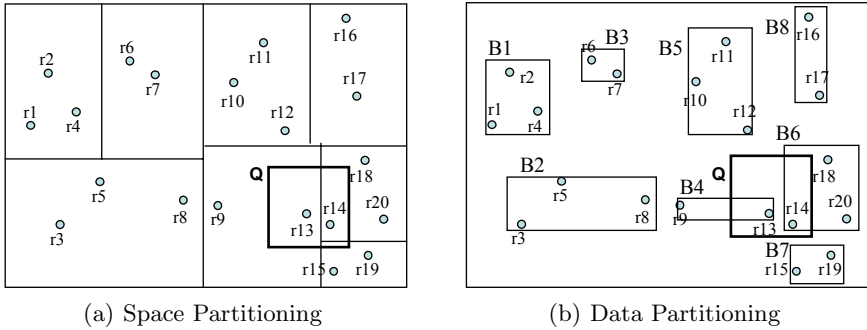 r16
r6
r11
r2
r7
r10
r17
r1
r4
r12
Q
r18
r5
r3
r8
r9
r14
r20
r13
r15
r19
(a) Space Partitioning
B8
r16
B1
B3
B5
r6
r11
r2
r7
r10
r17
r1
r4
r12
B6
B2
Q
B4
r18
r5
r3
r8
r9
r14
r20
r13
B7
r15
r19
(b) Data Partitioning